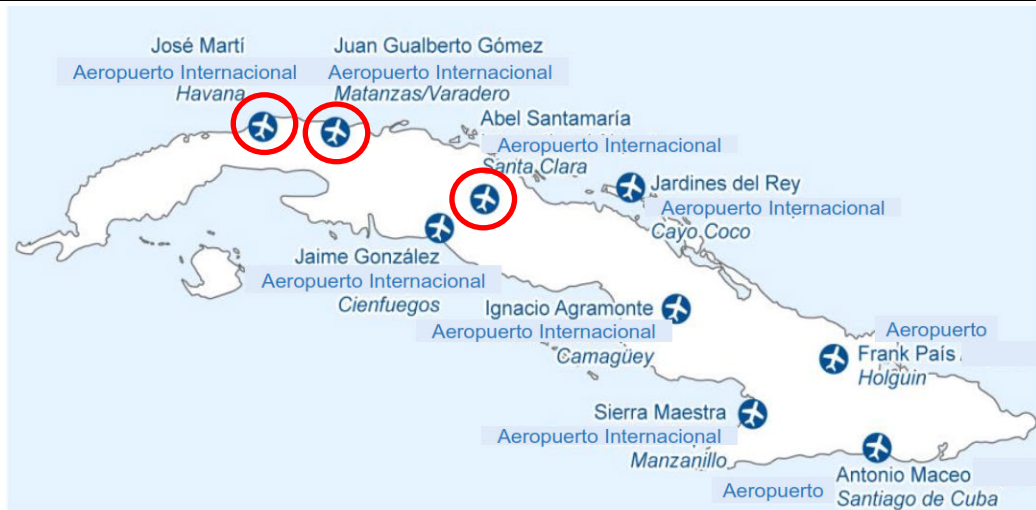 José Martí
Aeropuerto Internacional
Havana
Juan Gualberto Gómez
Aeropuerto Internacional
Matanzas/Varadero
Abel Santamaría
Aeropuerto Internacional
Santa Clara
Jardines del Rey
Aeropuerto Internacional
Cayo Coco
Jaime González
Aeropuerto Internacional
Cienfuegos
Ignacio Agramonte
Aeropuerto Internacional
Camagüey
Aeropuerto
Frank País
Holguin
Sierra Maestra
Aeropuerto Internacional
Manzanillo
Antonio Maceo
Aeropuerto
Santiago de Cuba